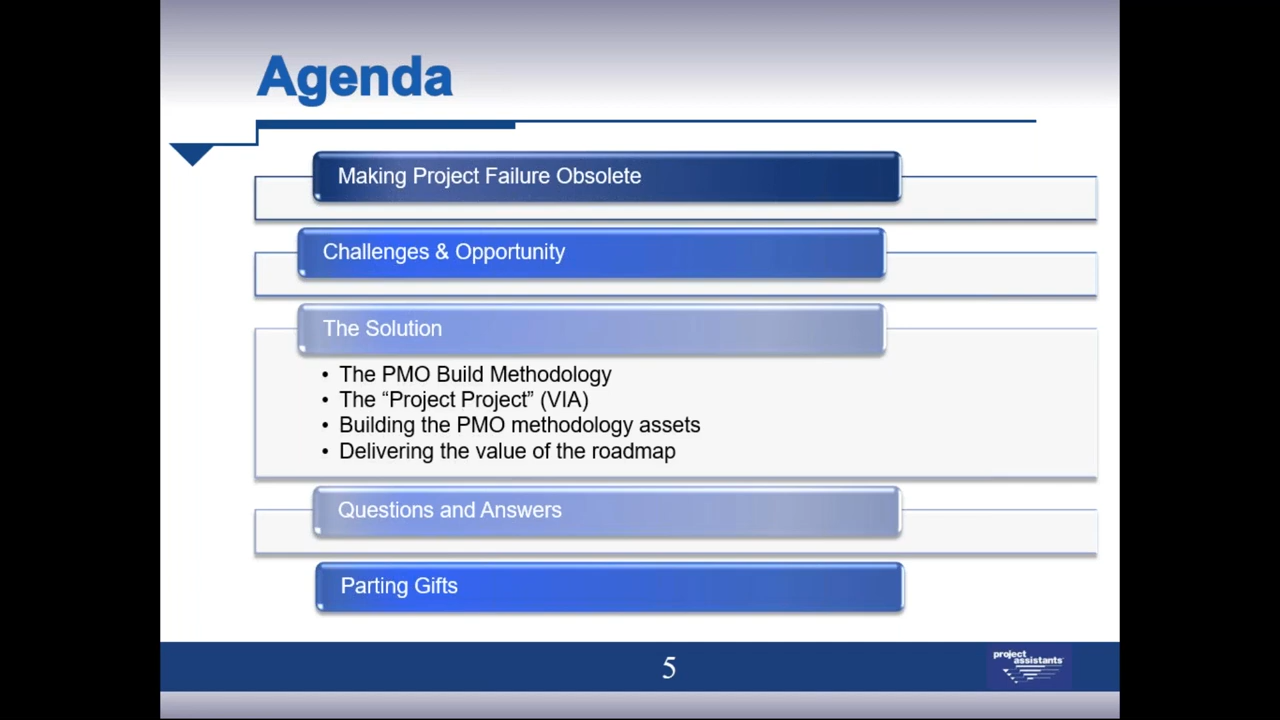 Agenda
Making Project Failure Obsolete
Challenges & Opportunity
The Solution
• The PMO Build Methodology
• The “Project Project” (VIA)
• Building the PMO methodology assets
• Delivering the value of the roadmap
Questions and Answers
Parting Gifts
5
project
assistants